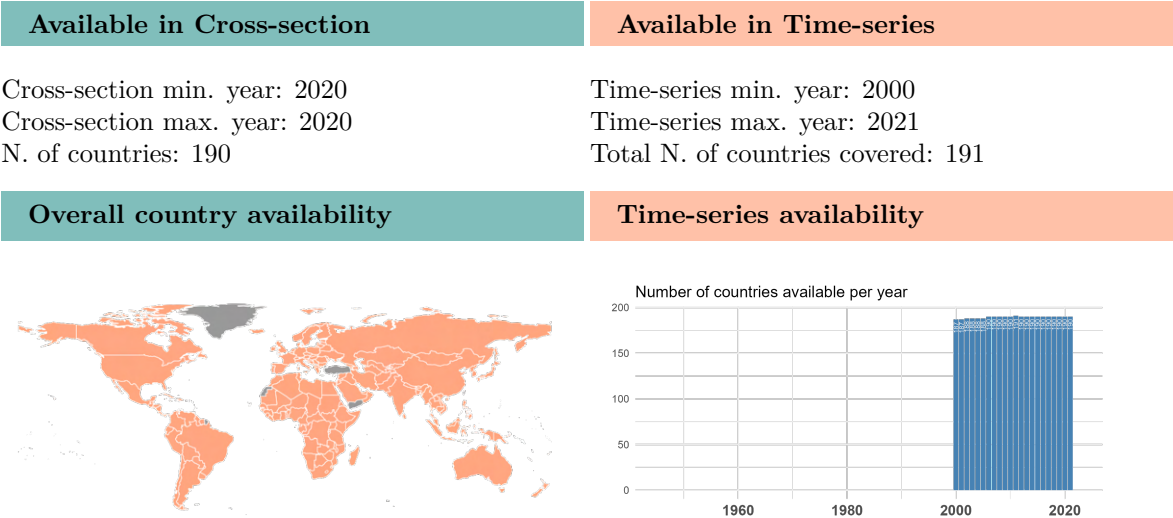 Available in Cross-section
Available in Time-series
Cross-section min. year: 2020
Cross-section max. year: 2020
N. of countries: 190
Time-series min. year: 2000
Time-series max. year: 2021
Total N. of countries covered: 191
Overall country availability
Time-series availability
Number of countries available per year
200
150
100
50
0
1960
1980
2000
2020